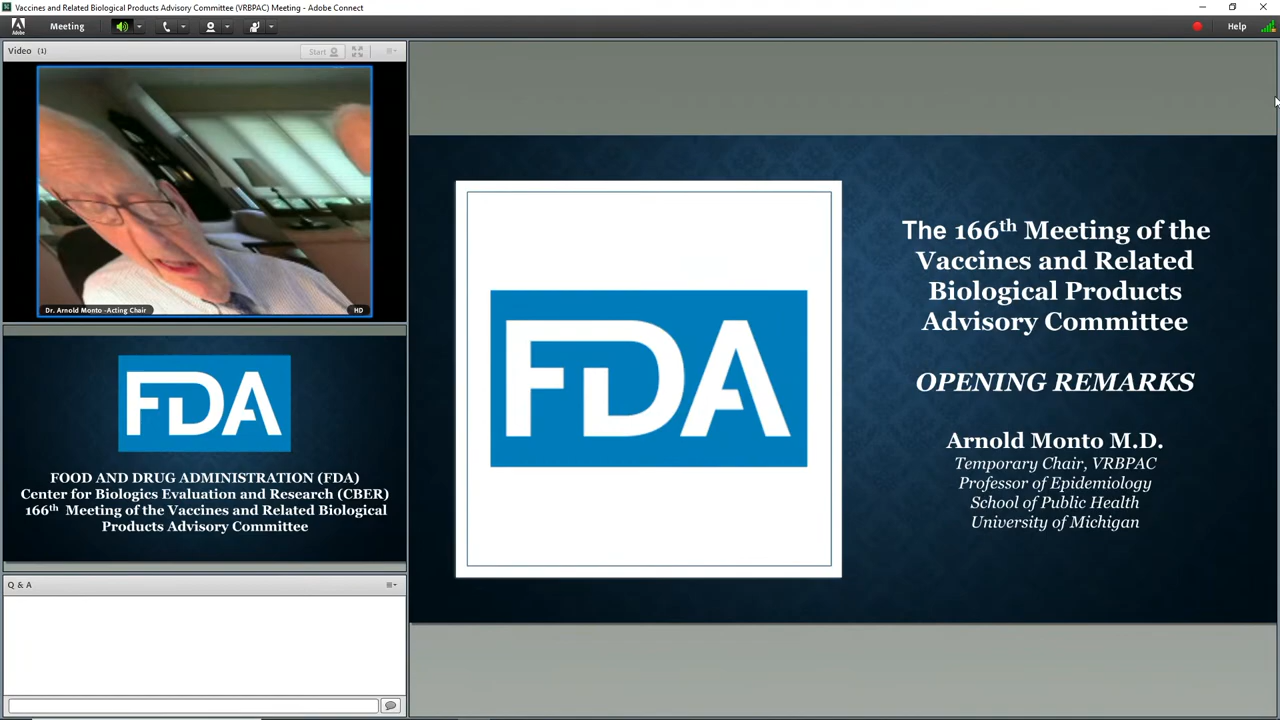 Vaccines and Related Biological Products Advisory Committee (VRBPAC) Meeting - Adobe Connect
Meeting
Help
Adobe
Video (1)
Start
Dr. Arnold Monto -Acting Chair
HD
FDA
FOOD AND DRUG ADMINISTRATION (FDA)
Center for Biologics Evaluation and Research (CBER)
166th Meeting of the Vaccines and Related Biological
Products Advisory Committee
Q & A
FDA
The 166th Meeting of the
Vaccines and Related
Biological Products
Advisory Committee
OPENING REMARKS
Arnold Monto M.D.
Temporary Chair, VRBPAC
Professor of Epidemiology
School of Public Health
University of Michigan